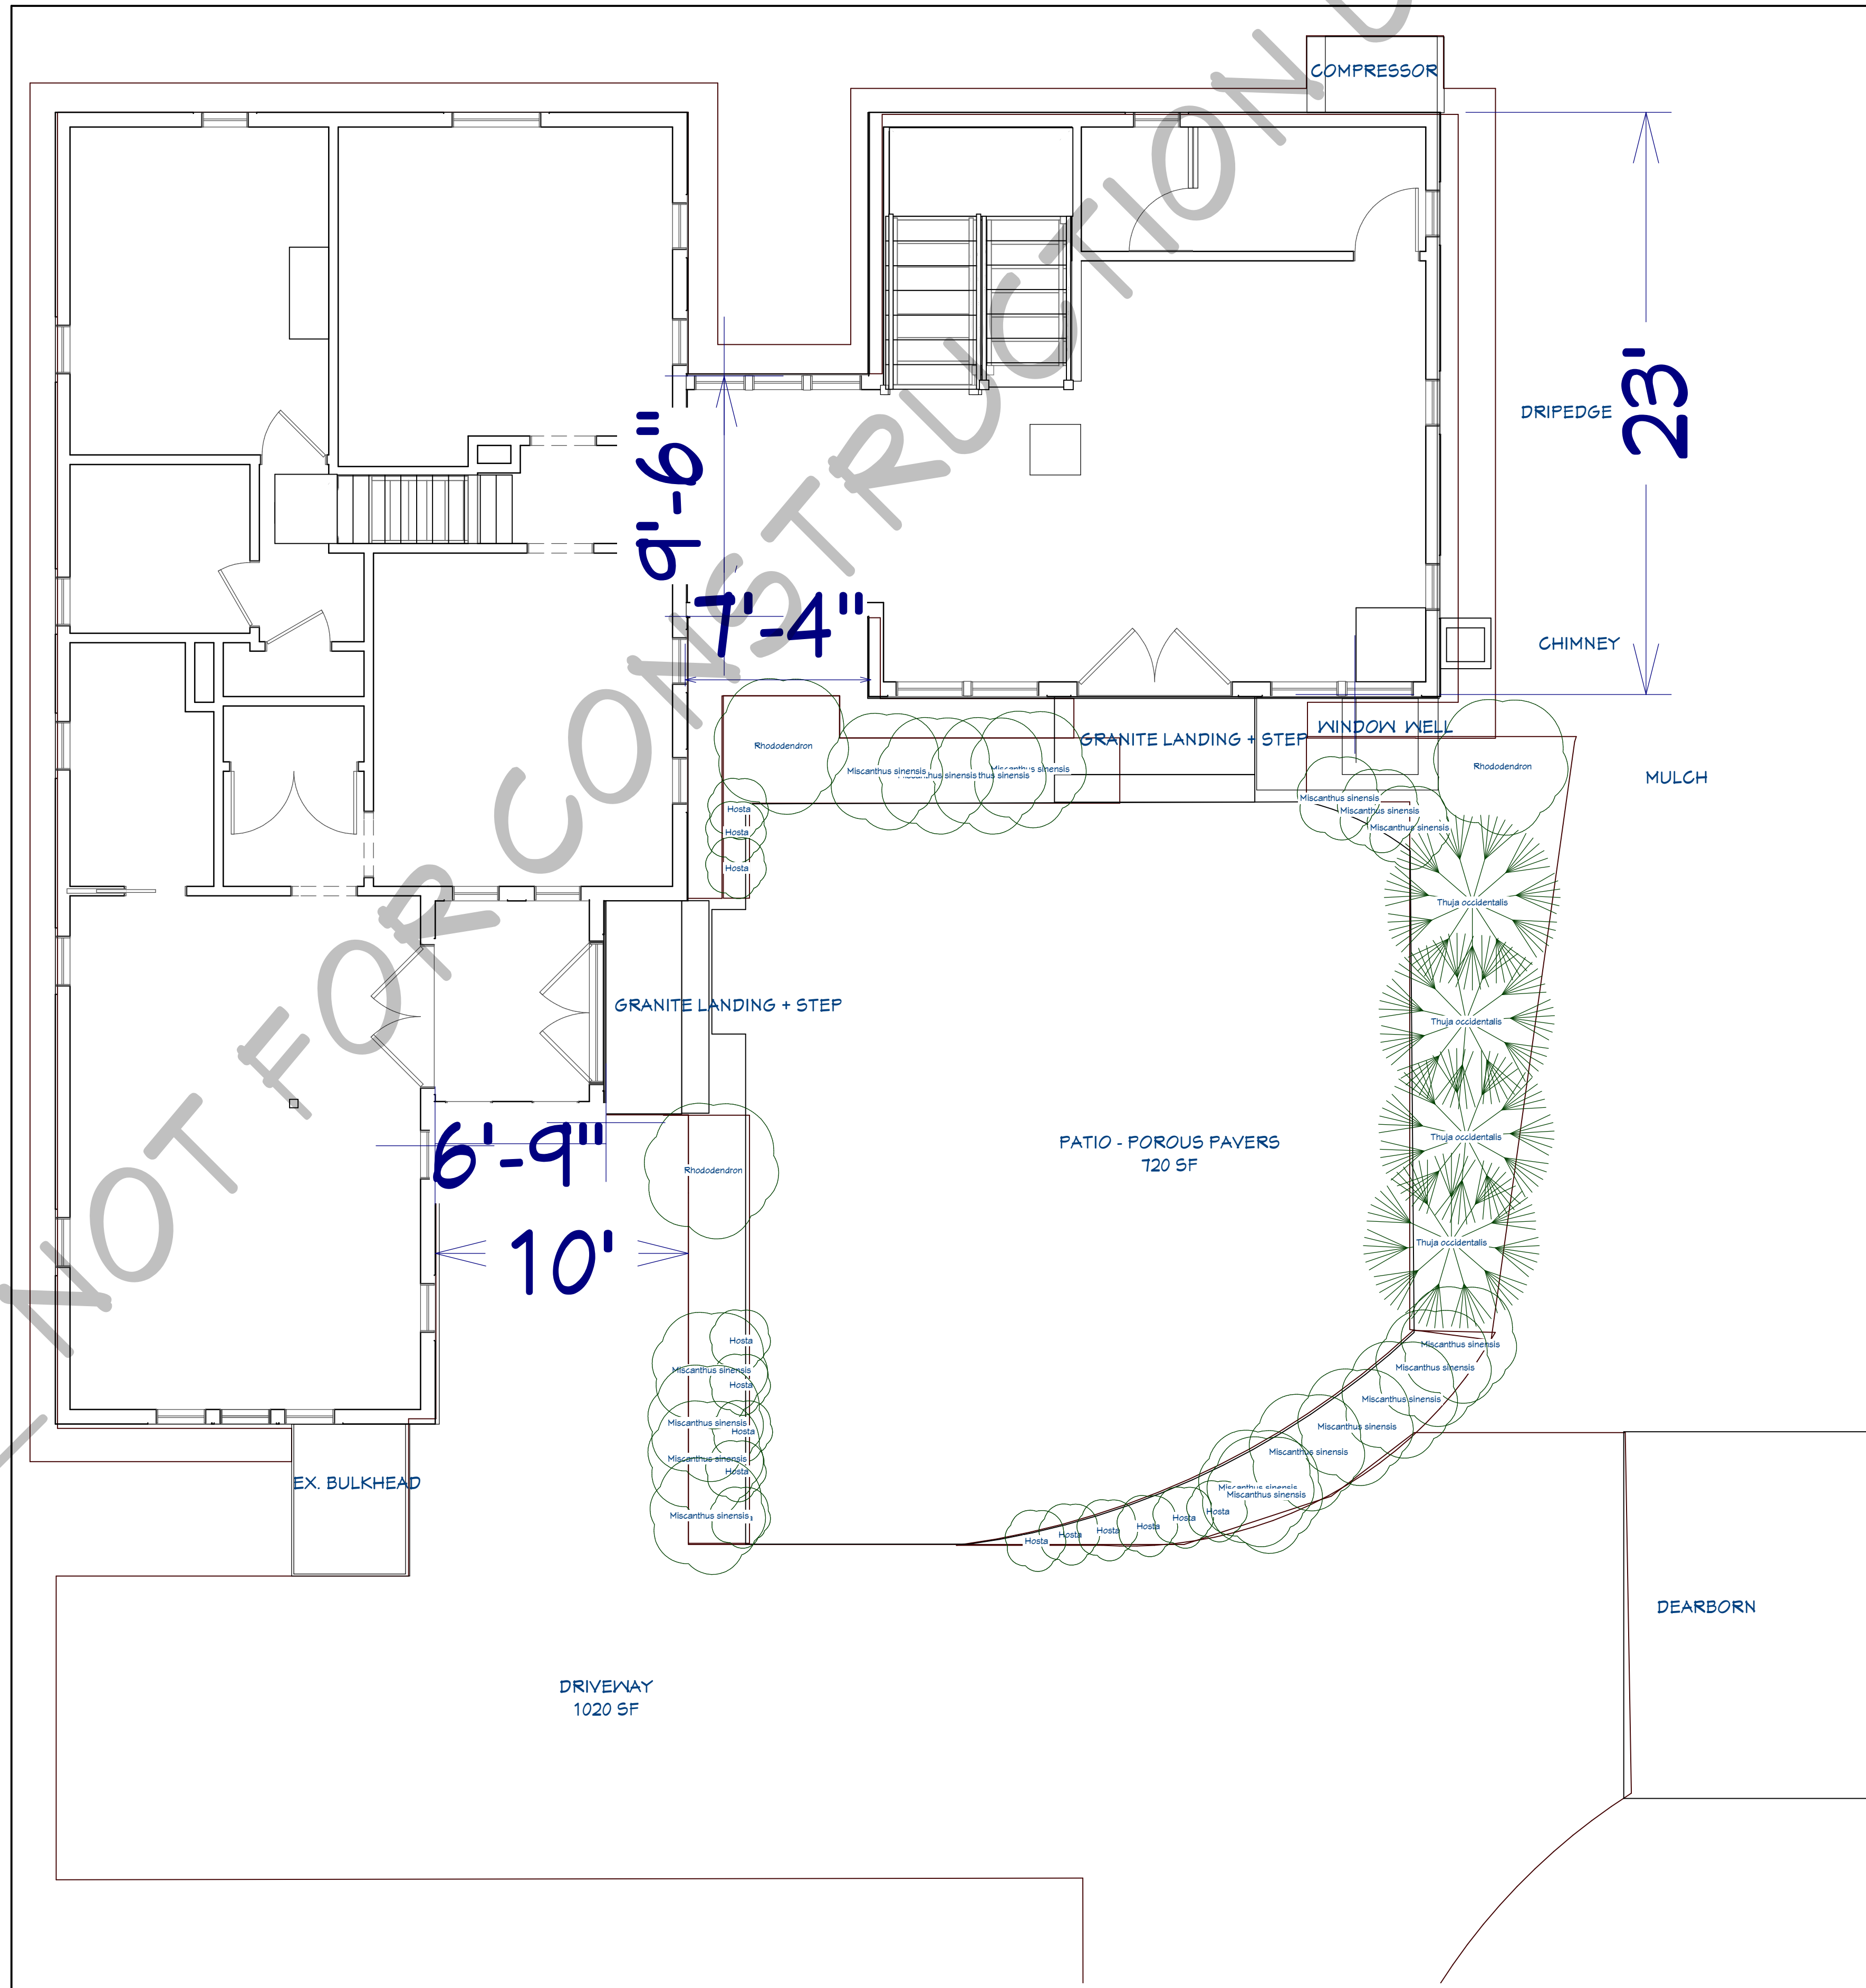 COMPRESSOR
DRIPEDGE
23'
9'-6"
7'-4"
CHIMNEY
WINDOW WELL
GRANITE LANDING + STEP
Rhododendron
Rhododendron
Miscanthus sinensis
Miscanthus sinensis
MULCH
Miscanthus sinensis
Miscanthus sinensis
Miscanthus sinensis
Hosta
Hosta
Hosta
Thuja occidentalis
GRANITE LANDING + STEP
Thuja occidentalis
Thuja occidentalis
PATIO - POROUS PAVERS
720 SF
6'-9"
Rhododendron
10'
Thuja occidentalis
Hosta
Miscanthus sinensis
Hosta
Miscanthus sinensis
Hosta
Miscanthus sinensis
Hosta
Miscanthus sinensis
Miscanthus sinensis
Miscanthus sinensis
Miscanthus sinensis
Miscanthus sinensis
Miscanthus sinensis
Miscanthus sinensis
Miscanthus sinensis
Hosta
Hosta
Hosta
Hosta
Hosta
Hosta
EX. BULKHEAD
DEARBORN
DRIVEWAY
1020 SF
NOT FOR CONSTRUCTION